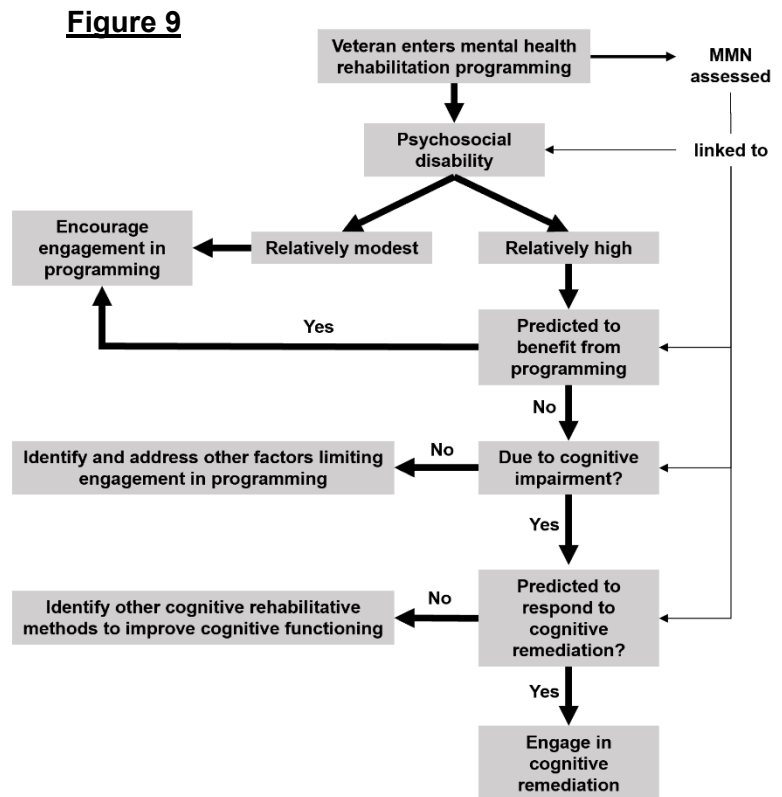 Figure 9
Veteran enters mental health
rehabilitation programming
MMN
assessed
Psychosocial
disability
linked to
Encourage
engagement in
programming
Relatively modest
Relatively high
Yes
Predicted to
benefit from
programming
No
Identify and address other factors limiting
engagement in programming
No
Due to cognitive
impairment?
Yes
Identify other cognitive rehabilitative
methods to improve cognitive functioning
No
Predicted to
respond to
cognitive
remediation?
Yes
Engage in
cognitive
remediation